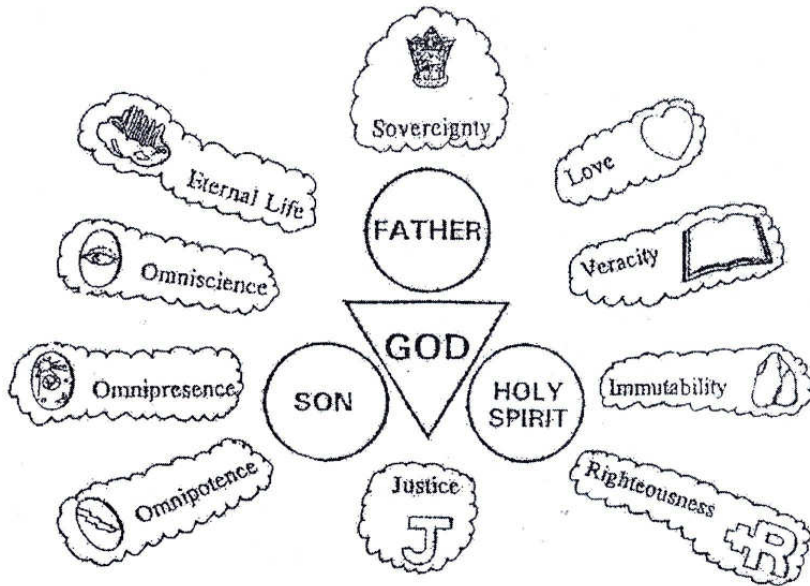 Sovereignty
Eternal Life
Love
FATHER
Omniscience
Veracity
GOD
Omnipresence
SON
HOLY
SPIRIT
Immutability
Omnipotence
Justice
J
Righteousness
+R